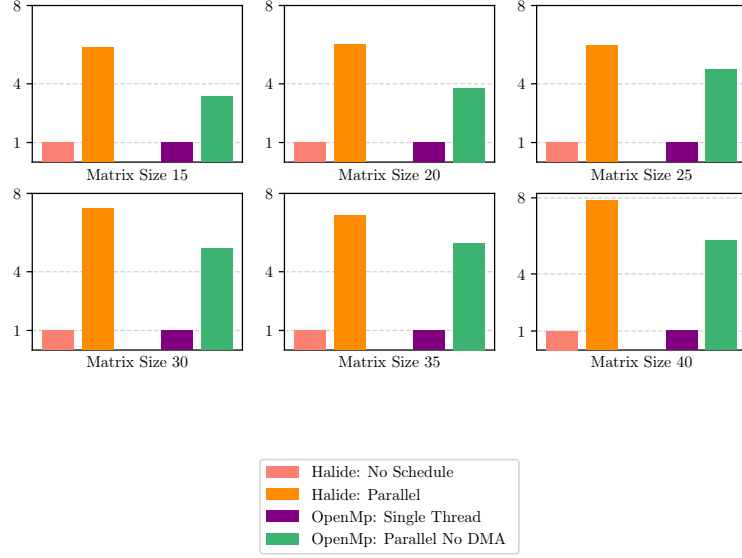 8
4
1
Matrix Size 15
8
4
1
Matrix Size 20
8
4
1
Matrix Size 25
8
4
1
Matrix Size 30
8
4
1
Matrix Size 35
8
4
1
Matrix Size 40
Halide: No Schedule
Halide: Parallel
OpenMp: Single Thread
OpenMp: Parallel No DMA